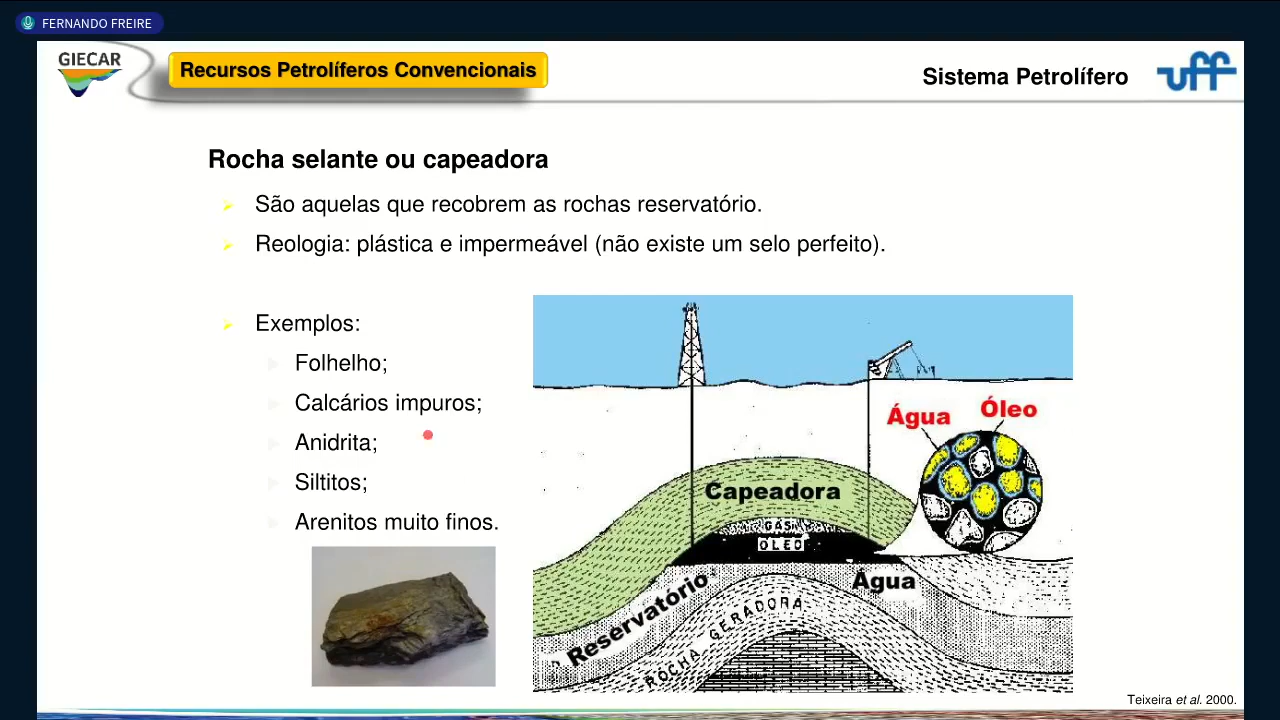 FERNANDO FREIRE
GIECAR
Recursos Petrolíferos Convencionais
Sistema Petrolífero
uff
Rocha selante ou capeadora
São aquelas que recobrem as rochas reservatório.
Reologia: plástica e impermeável (não existe um selo perfeito).
Exemplos:
Folhelho;
Calcários impuros;
Anidrita;
Siltitos;
Arenitos muito finos.
Água
Óleo
Capeadora
GÁS
ÓLEO
Reservatório
Água
ROCHA GERADORA
Teixeira et al. 2000.